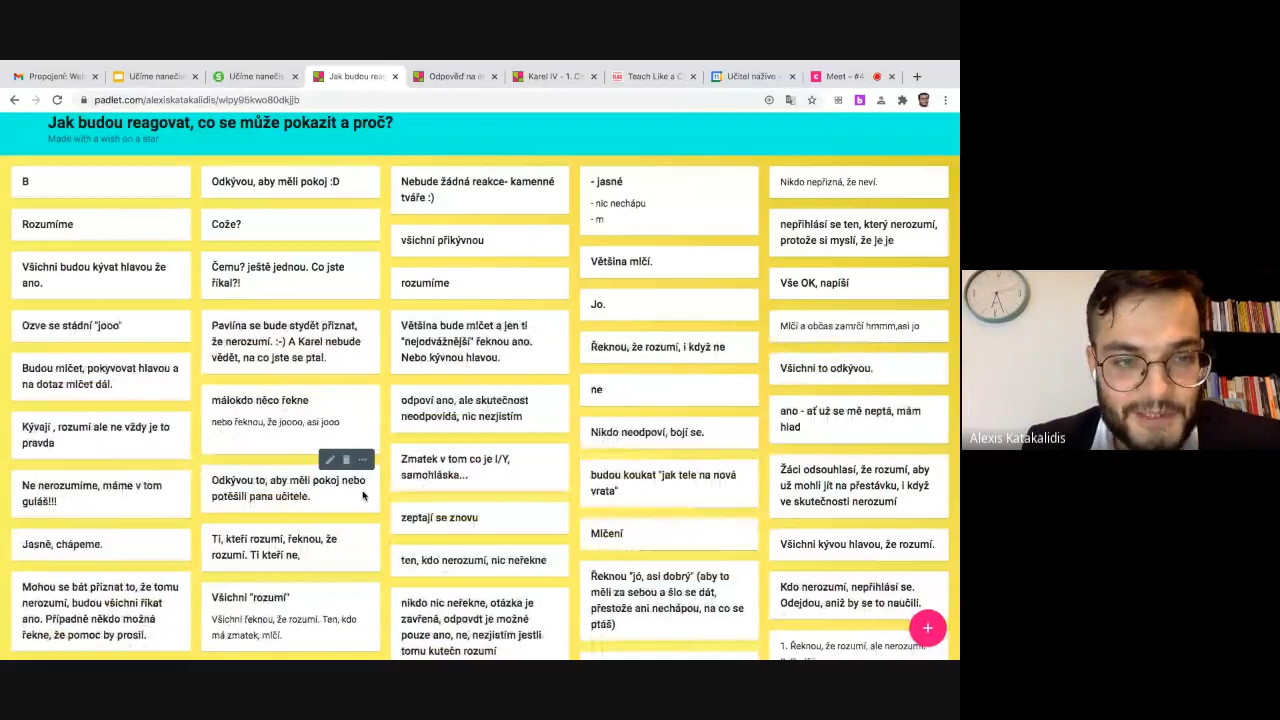 Propojení: Web
Učíme nanečis
Učíme nanečis
Jak budou reag
Odpověď na o
Karel IV - 1. Co
Teach Like a C
Učitel naživo -
Meet – #4
padlet.com/alexiskatakalidis/wlpy95kwo80dkjjb
Jak budou reagovat, co se může pokazit a proč?
Made with a wish on a star
B
Rozumíme
Všichni budou kývat hlavou že
ano.
Ozve se stádní "jooo"
Budou mlčet, pokyvovat hlavou a
na dotaz mlčet dál.
Kývají , rozumí ale ne vždy je to
pravda
Ne nerozumíme, máme v tom
guláš!!!
Jasně, chápeme.
Mohou se bát přiznat to, že tomu
nerozumí, budou všichni říkat
ano. Případně někdo možná
řekne, že pomoc by prosil.
Odkývou, aby měli pokoj :D
Cože?
Čemu? ještě jednou. Co jste
říkal?!
Pavlína se bude stydět přiznat,
že nerozumí. :-) A Karel nebude
vědět, na co jste se ptal.
málokdo něco řekne
nebo řeknou, že joooo, asi jooo
Odkývou to, aby měli pokoj nebo
potěšili pana učitele.
Ti, kteří rozumí, řeknou, že
rozumí. Ti kteří ne,
Všichni "rozumí"
Všichni řeknou, že rozumí. Ten, kdo
má zmatek, mlčí.
Nebude žádná reakce- kamenné
tváře :)
všichni přikývnou
rozumíme
Většina bude mlčet a jen ti
"nejodvážnější" řeknou ano.
Nebo kývnou hlavou.
odpoví ano, ale skutečnost
neodpovídá, nic nezjistím
Zmatek v tom co je I/Y,
samohláska...
zeptají se znovu
ten, kdo nerozumí, nic neřekne
nikdo nic neřekne, otázka je
zavřená, odpovdt je možné
pouze ano, ne, nezjistím jestli
tomu kutečn rozumí
- jasné
- nic nechápu
- m
Většina mlčí.
Jo.
Řeknou, že rozumí, i když ne
ne
Nikdo neodpoví, bojí se.
budou koukat "jak tele na nová
vrata"
Mlčení
Řeknou "jó, asi dobrý" (aby to
měli za sebou a šlo se dát,
přestože ani nechápou, na co se
ptáš)
Nikdo nepřizná, že neví.
nepřihlásí se ten, který nerozumí,
protože si myslí, že je je
Vše OK, napíší
Mlčí a občas zamrčí hmmm,asi jo
Všichni to odkývou.
ano - ať už se mě neptá, mám
hlad
Žáci odsouhlasí, že rozumí, aby
už mohli jít na přestávku, i když
ve skutečnosti nerozumí
Všichni kývou hlavou, že rozumí.
Kdo nerozumí, nepřihlásí se.
Odejdou, aniž by se to naučili.
1. Řeknou, že rozumí, ale nerozumí.
Alexis Katakalidis